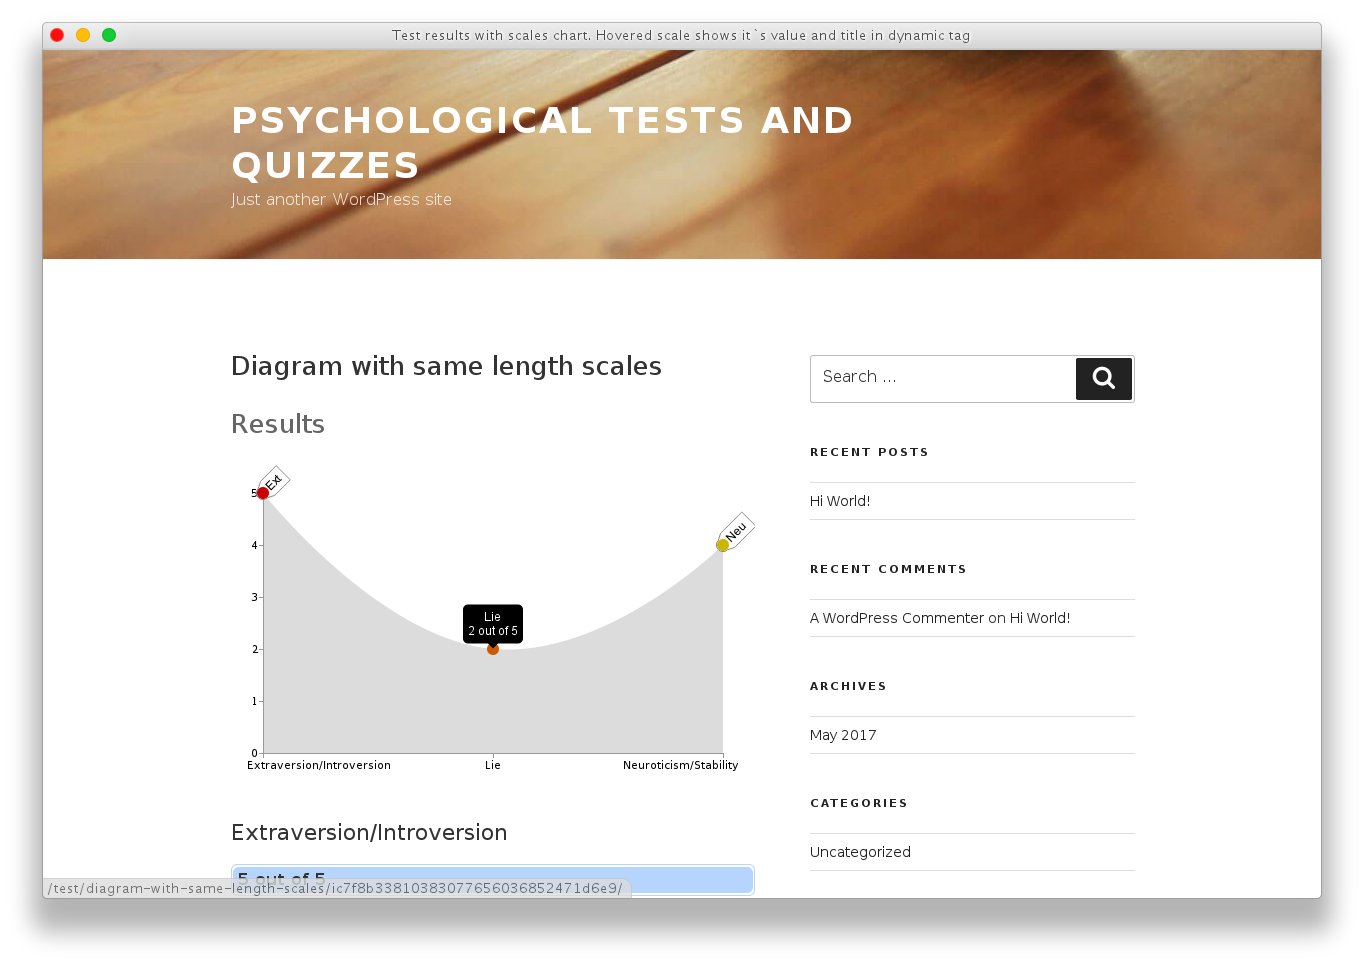 Test results with scales chart. Hovered scale shows it`s value and title in dynamic tag
PSYCHOLOGICAL TESTS AND
QUIZZES
Just another WordPress site
Diagram with same length scales
Results
Ext
5
4
3
2
1
0
Neu
Lie
2 out of 5
Extraversion/Introversion
Lie
Neuroticism/Stability
Extraversion/Introversion
5 out of 5
/test/diagram-with-same-length-scales/ic7f8b33810383077656036852471d6e9/
Search …
RECENT POSTS
Hi World!
RECENT COMMENTS
A WordPress Commenter on Hi World!
ARCHIVES
May 2017
CATEGORIES
Uncategorized